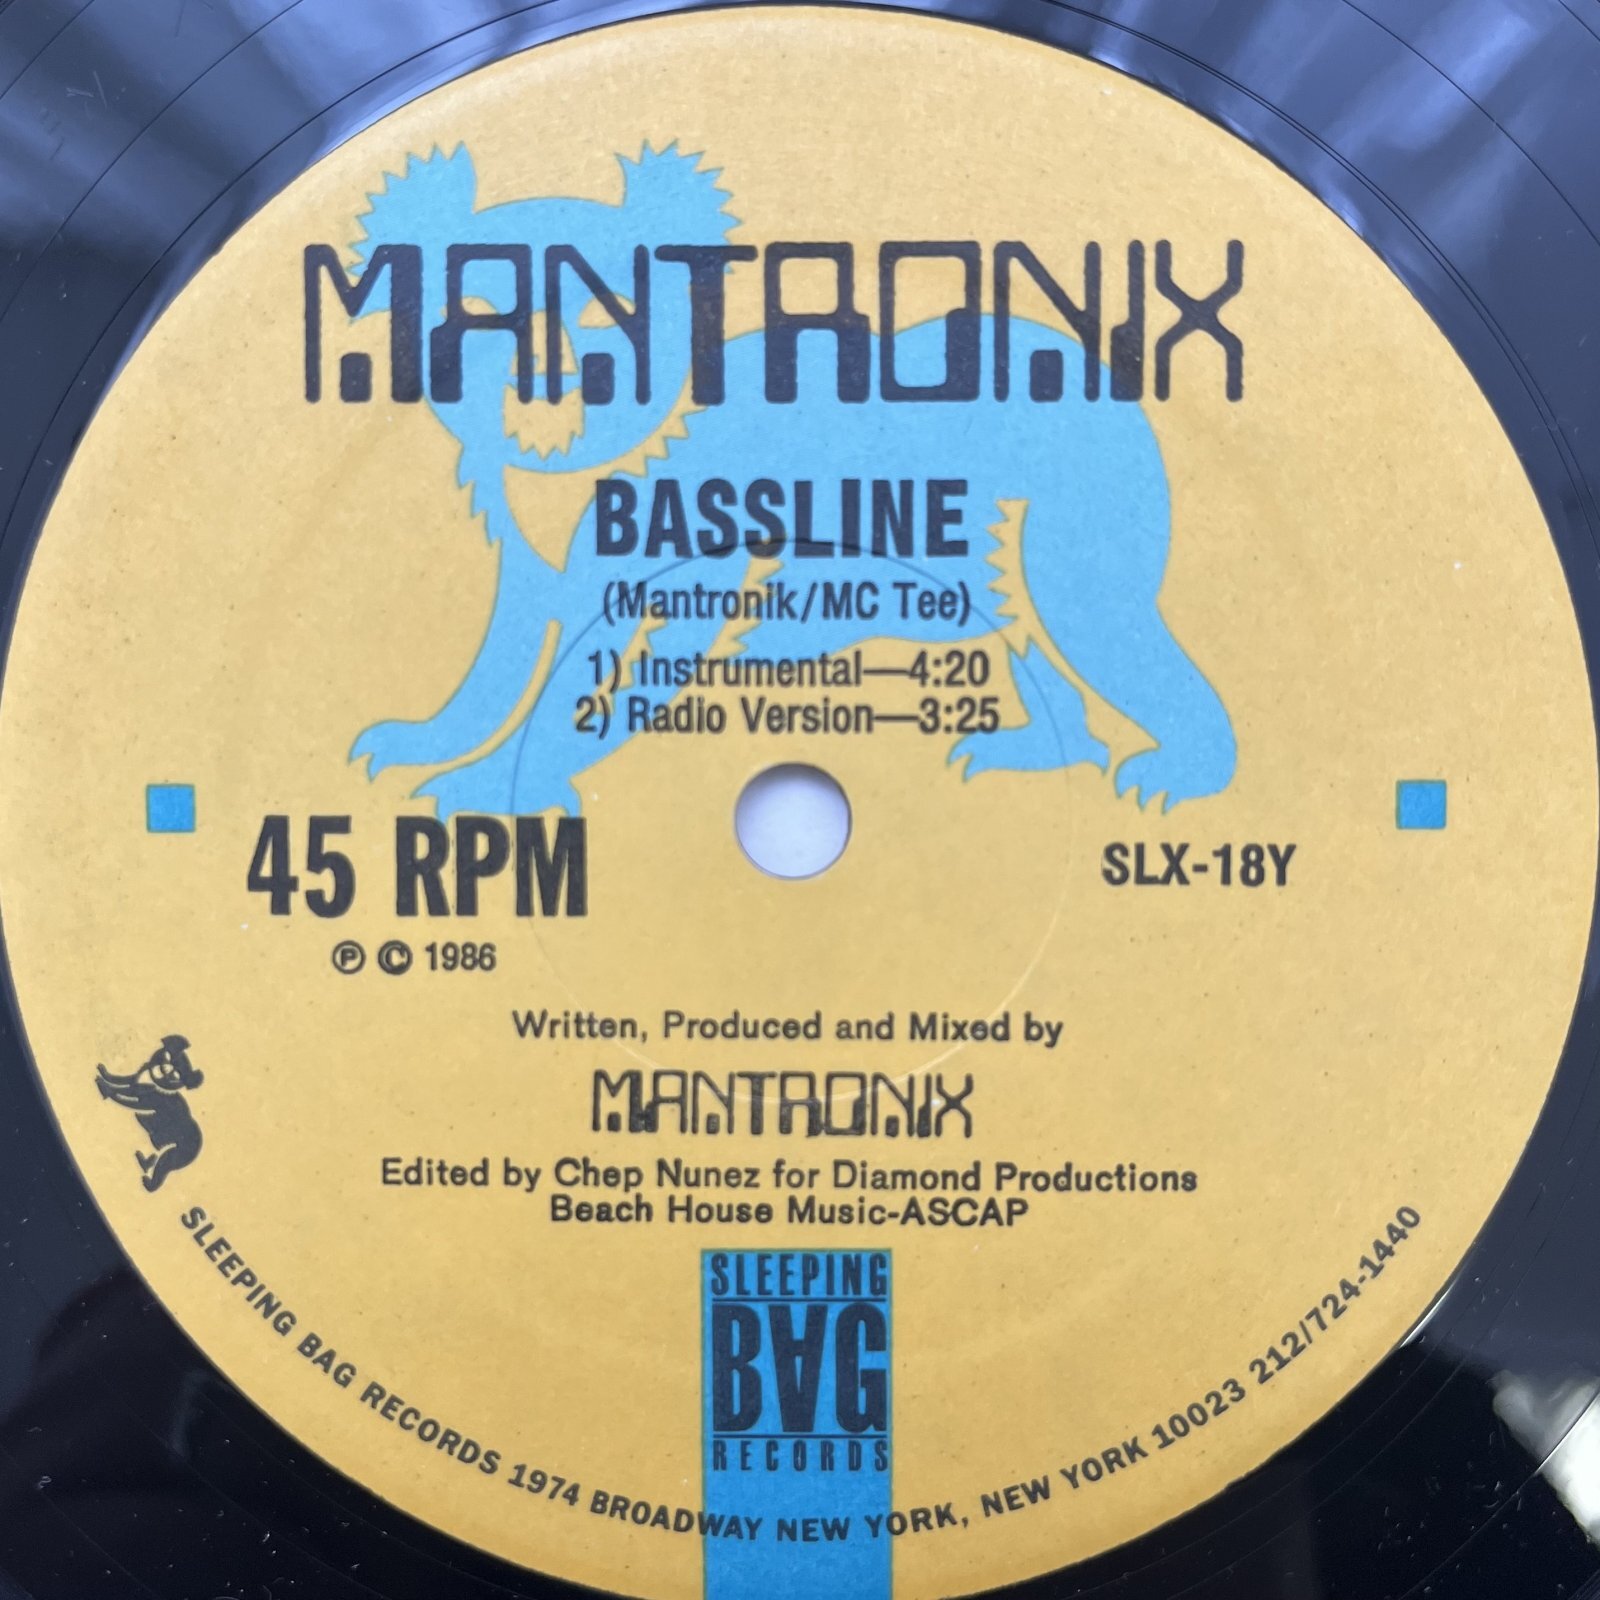 MANTRONIX
BASSLINE
(Mantronik/MC Tee)
1) Instrumental—4:20
2) Radio Version—3:25
45 RPM
SLX-18Y
Ⓟ © 1986
Written, Produced and Mixed by
MANTRONIX
Edited by Chep Nunez for Diamond Productions
Beach House Music-ASCAP
SLEEPING
BAG
RECORDS
SLEEPING BAG RECORDS 1974 BROADWAY NEW YORK, NEW YORK 10023 212/724-1440